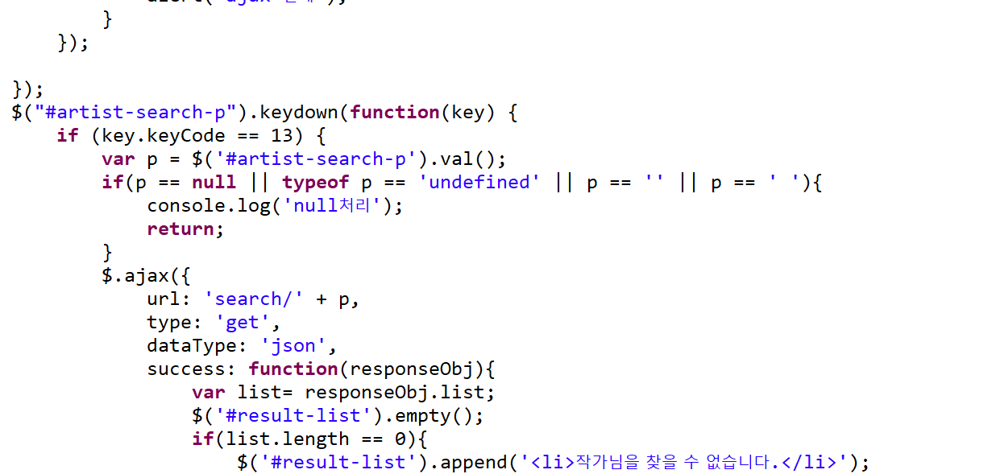 }
});
});
$("#artist-search-p").keydown(function(key) {
if (key.keyCode == 13) {
var p = $('#artist-search-p').val();
if(p == null || typeof p == 'undefined' || p == '' || p == ' '){
console.log('null처리');
return;
}
$.ajax({
url: 'search/' + p,
type: 'get',
dataType: 'json',
success: function(responseObj){
var list= responseObj.list;
$('#result-list').empty();
if(list.length == 0){
$('#result-list').append('<li>작가님을 찾을 수 없습니다.</li>');